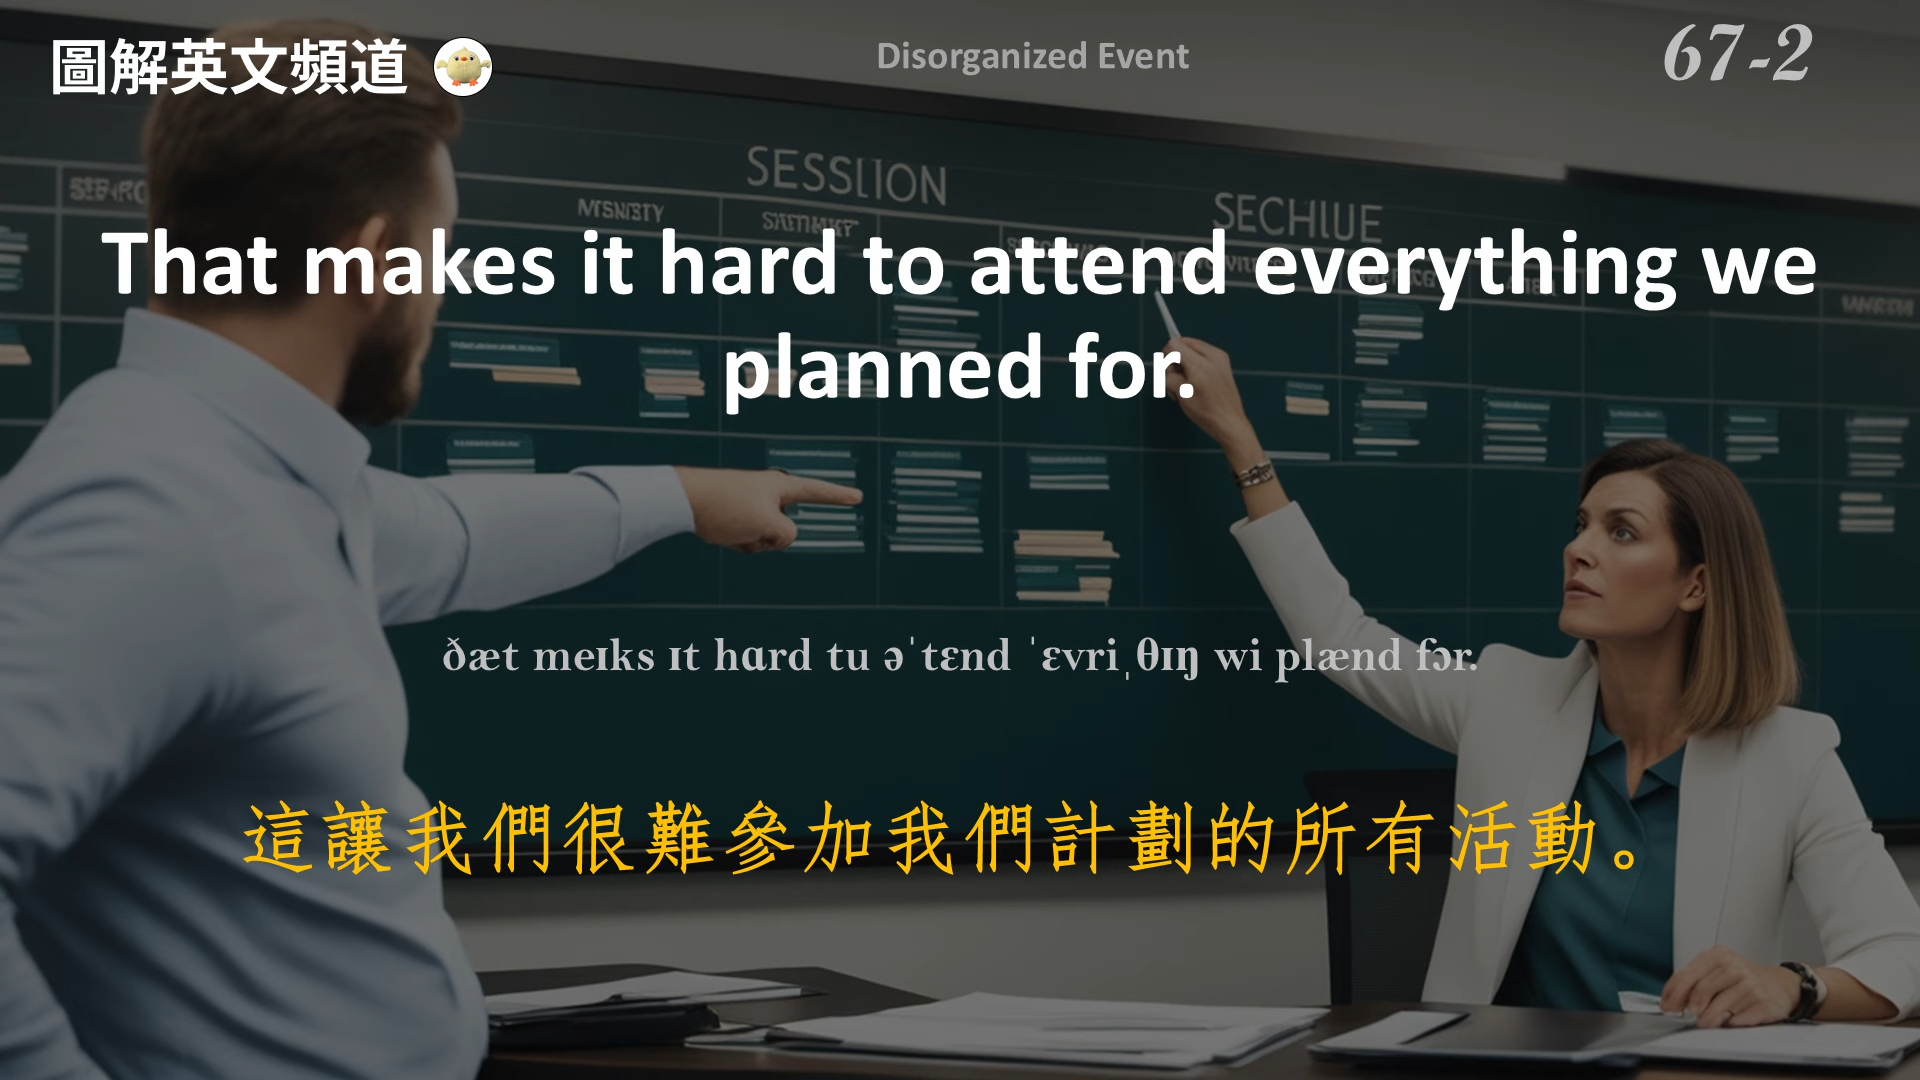 圖解英文頻道
Disorganized Event
67-2
SESSIION
SECHIUE
That makes it hard to attend everything we
planned for.
ðæt meɪks ɪt hɑrd tu əˈtɛnd ˈɛvriˌθɪŋ wi plænd fɔr.
這讓我們很難參加我們計劃的所有活動。